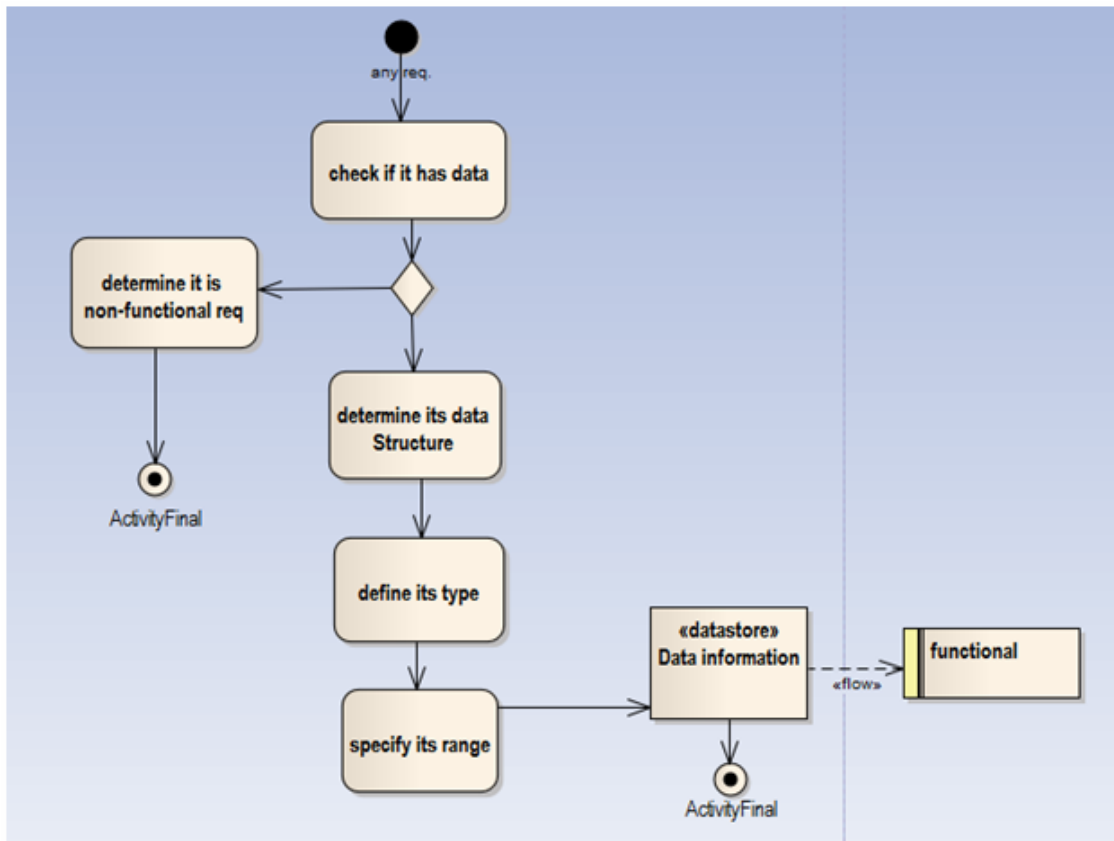 any req.
check if it has data
determine it is
non-functional req
determine its data
Structure
ActivityFinal
define its type
«datastore»
Data information
functional
«flow»
specify its range
ActivityFinal